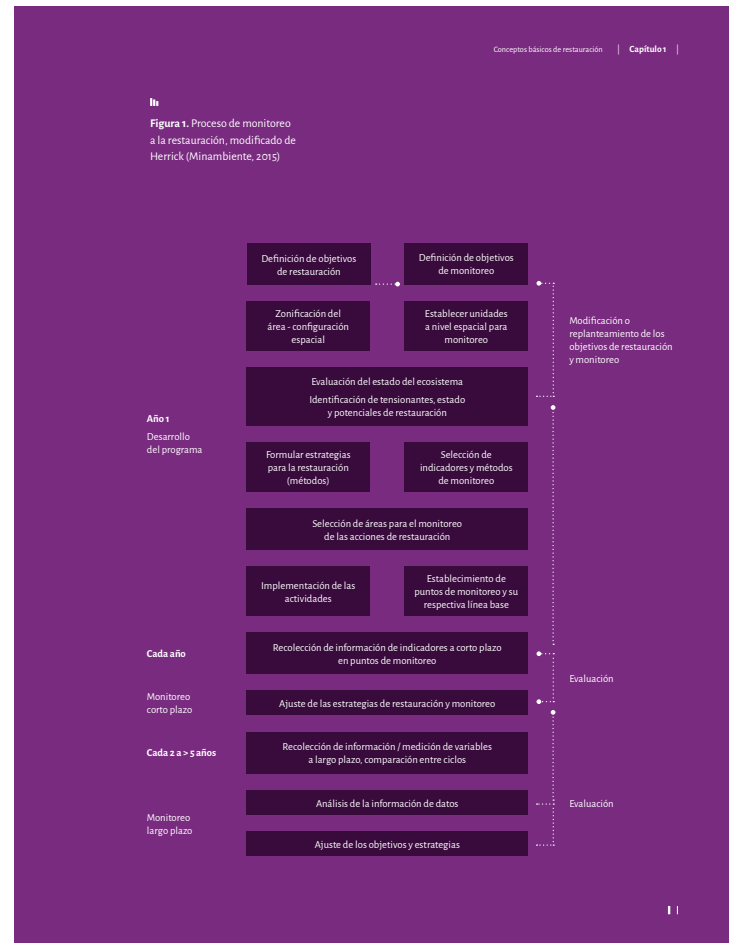 Conceptos básicos de restauración | Capítulo 1 |
Figura 1. Proceso de monitoreo
a la restauración, modificado de
Herrick (Minambiente, 2015)
Definición de objetivos
de restauración
Definición de objetivos
de monitoreo
Zonificación del
área - configuración
espacial
Establecer unidades
a nivel espacial para
monitoreo
Modificación o
replanteamiento de los
objetivos de restauración
y monitoreo
Evaluación del estado del ecosistema
Identificación de tensionantes, estado
y potenciales de restauración
Año 1
Desarrollo
del programa
Formular estrategias
para la restauración
(métodos)
Selección de
indicadores y métodos
de monitoreo
Selección de áreas para el monitoreo
de las acciones de restauración
Implementación de las
actividades
Establecimiento de
puntos de monitoreo y su
respectiva línea base
Cada año
Recolección de información de indicadores a corto plazo
en puntos de monitoreo
Evaluación
Monitoreo
corto plazo
Ajuste de las estrategias de restauración y monitoreo
Cada 2 a > 5 años
Recolección de información / medición de variables
a largo plazo, comparación entre ciclos
Monitoreo
largo plazo
Análisis de la información de datos
Evaluación
Ajuste de los objetivos y estrategias